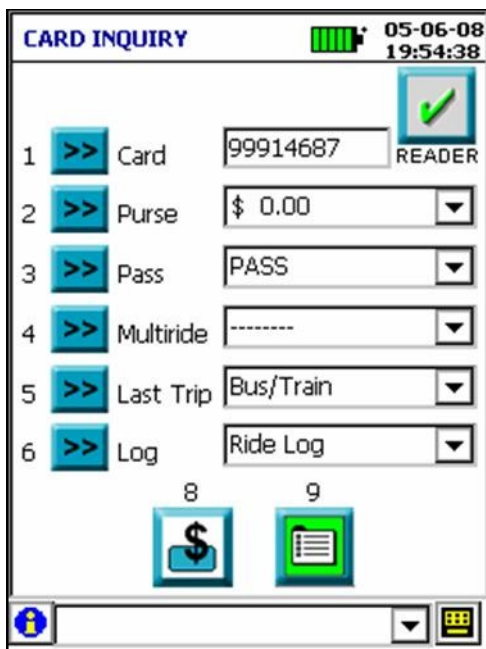 CARD INQUIRY
05-06-08
19:54:38
READER
1 >> Card 99914687
2 >> Purse $ 0.00
3 >> Pass PASS
4 >> Multiride --------
5 >> Last Trip Bus/Train
6 >> Log Ride Log
8 9
$